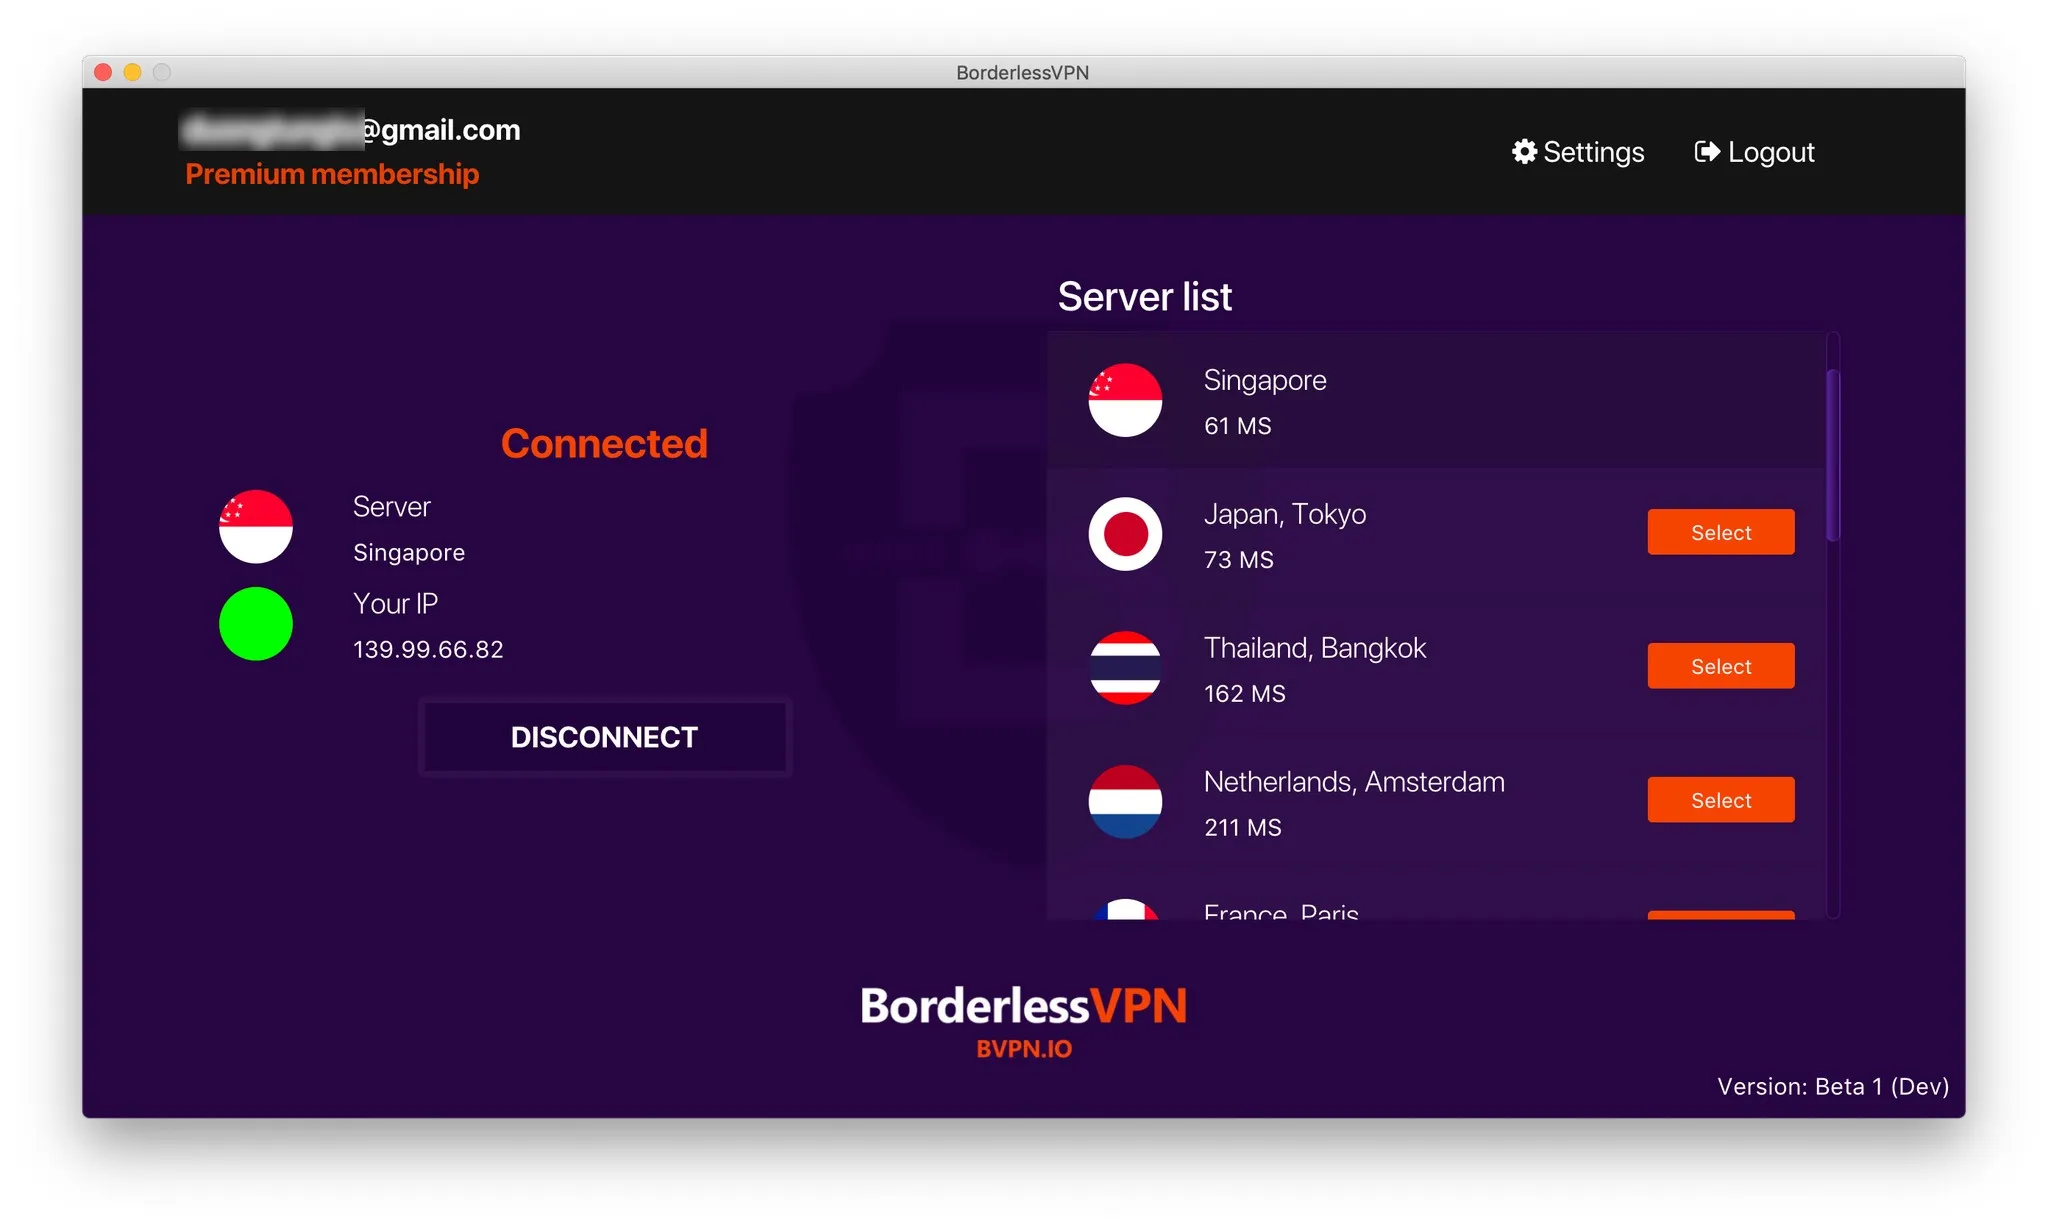 BorderlessVPN
@gmail.com
Premium membership
Settings
Logout
Connected
Server
Singapore
Your IP
139.99.66.82
DISCONNECT
Server list
Singapore
61 MS
Japan, Tokyo
73 MS
Select
Thailand, Bangkok
162 MS
Select
Netherlands, Amsterdam
211 MS
Select
France, Paris
BorderlessVPN
BVPN.IO
Version: Beta 1 (Dev)